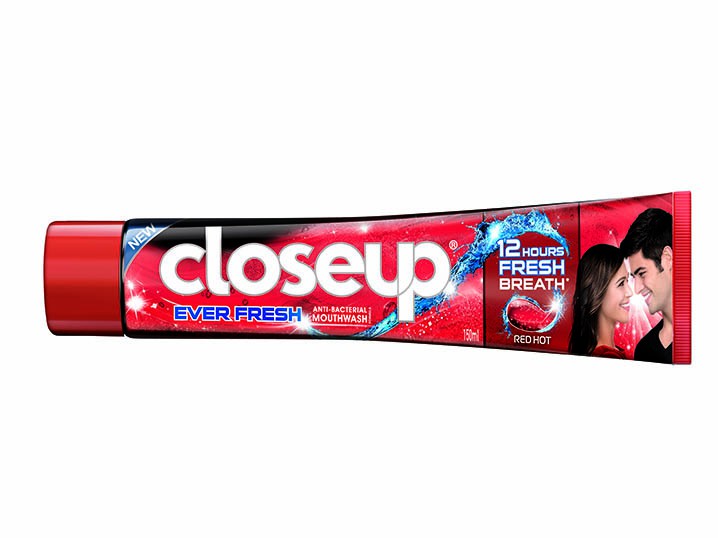 NEW
closeup®
EVER FRESH
ANTI-BACTERIAL
MOUTHWASH
150ml
12 HOURS
FRESH
BREATH*
RED HOT